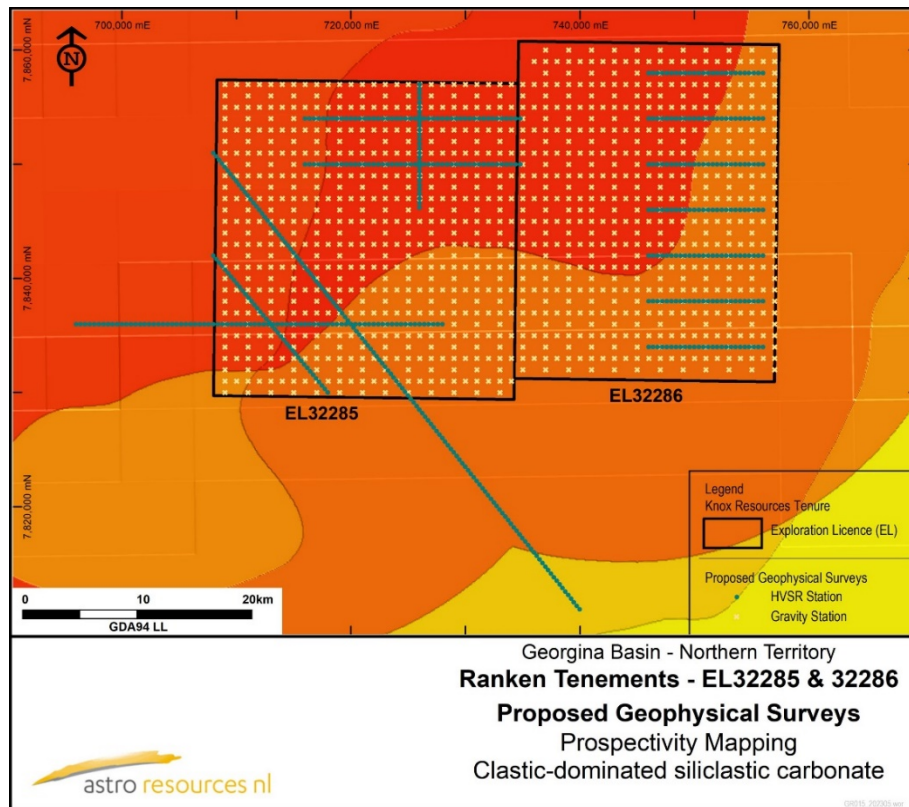 700,000 mE
720,000 mE
740,000 mE
760,000 mE
7,860,000 mN
7,840,000 mN
7,820,000 mN
N
EL32285
EL32286
Legend
Knox Resources Tenure
Exploration Licence (EL)
Proposed Geophysical Surveys
HVSR Station
Gravity Station
0 10 20km
GDA94 LL
Georgina Basin - Northern Territory
Ranken Tenements - EL32285 & 32286
Proposed Geophysical Surveys
Prospectivity Mapping
Clastic-dominated siliclastic carbonate
astro resources nl